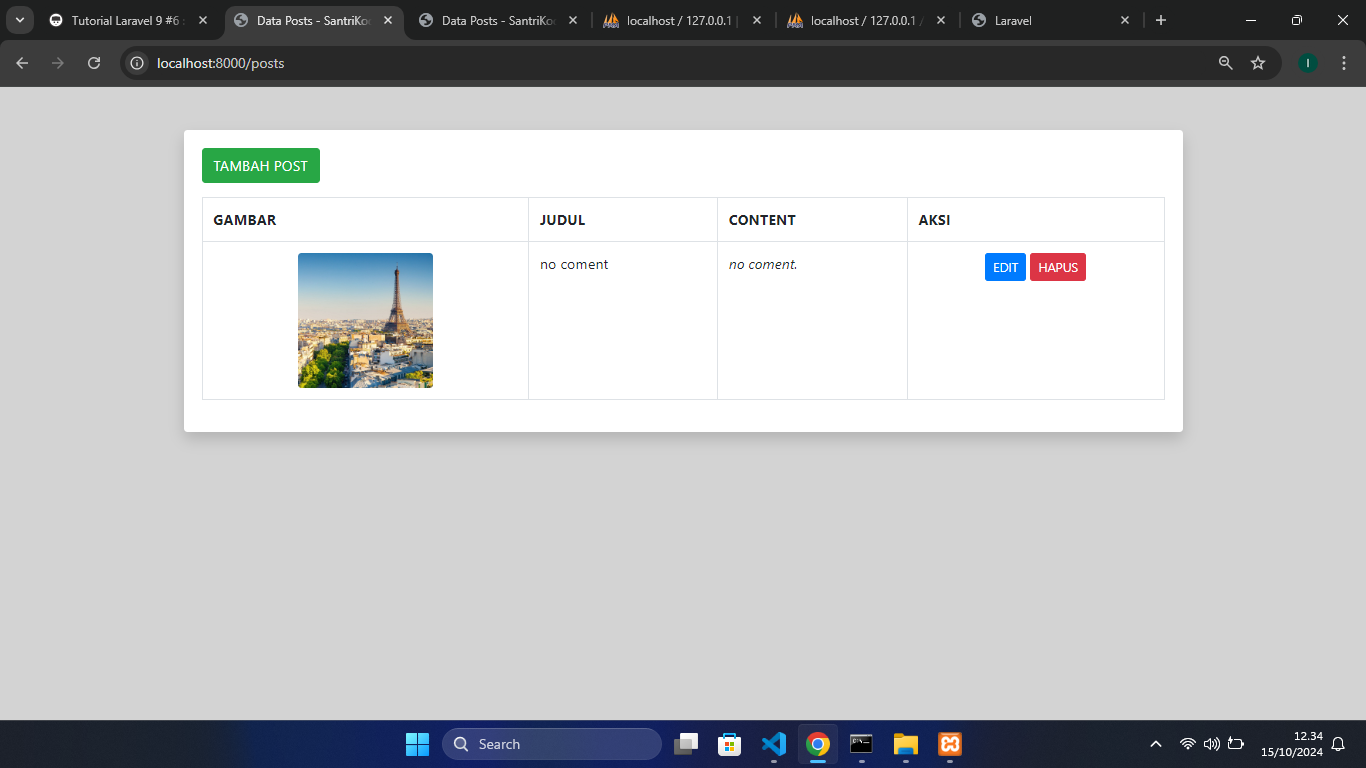 Tutorial Laravel 9 #6 :
Data Posts - SantriKo
Data Posts - SantriKo
localhost / 127.0.0.1 |
localhost / 127.0.0.1 /
Laravel
localhost:8000/posts
I
TAMBAH POST
GAMBAR JUDUL CONTENT AKSI
no coment no coment. EDIT HAPUS
Search
12.34
15/10/2024